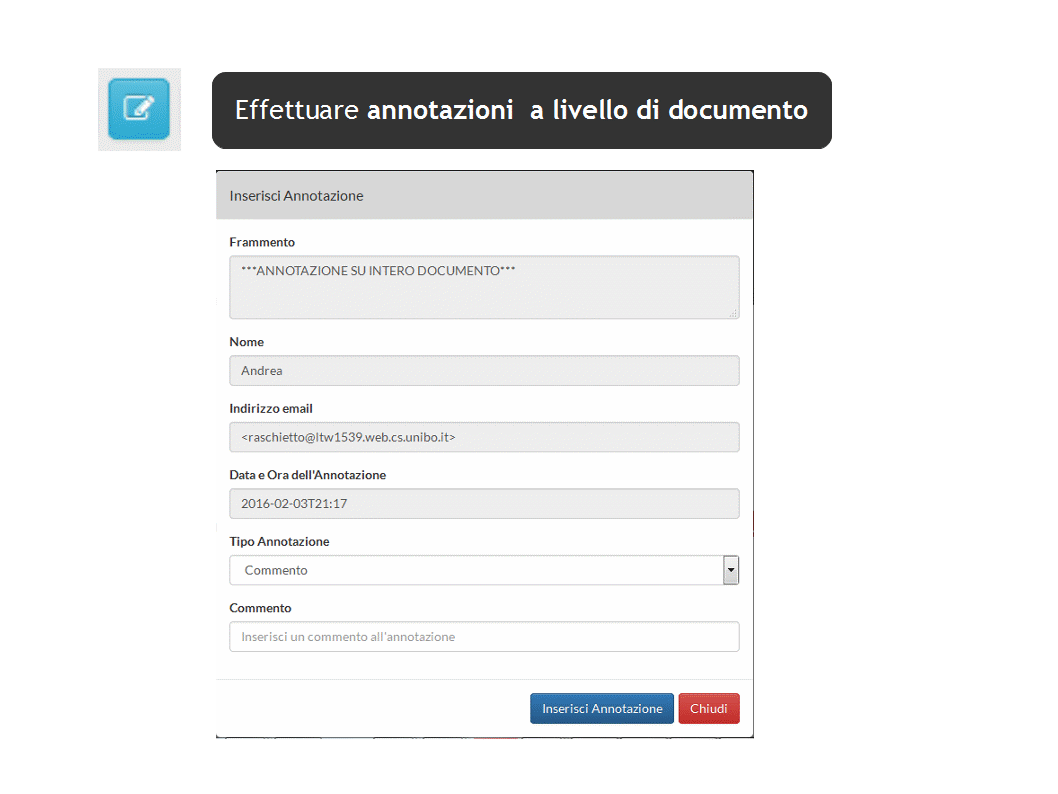 Effettuare annotazioni a livello di documento
Inserisci Annotazione
Frammento
***ANNOTAZIONE SU INTERO DOCUMENTO***
Nome
Andrea
Indirizzo email
<raschietto@ltw1539.web.cs.unibo.it>
Data e Ora dell'Annotazione
2016-02-03T21:17
Tipo Annotazione
Commento
Commento
Inserisci un commento all'annotazione
Inserisci Annotazione Chiudi